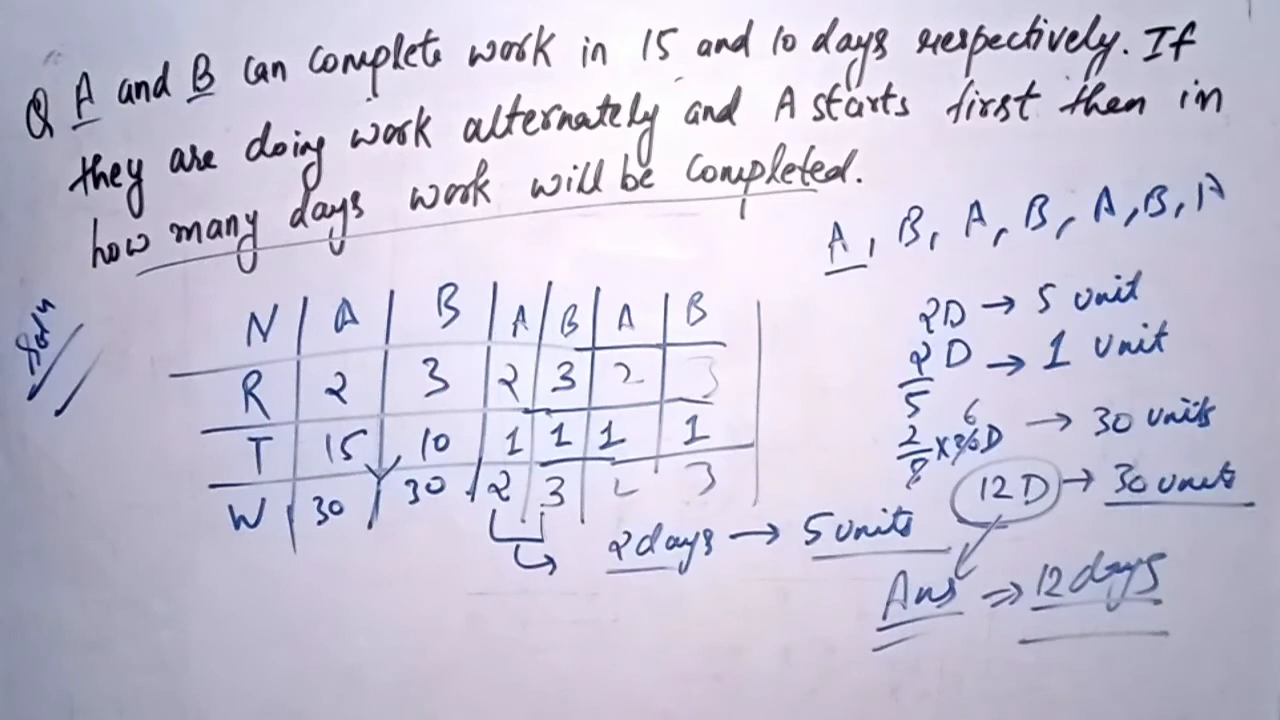 Q A and B can complete work in 15 and 10 days respectively. If
they are doing work alternately and A starts first then in
how many days work will be completed.
A, B, A, B, A, B, A
Soln
N A B A B A B
R 2 3 2 3 2 3
T 15 10 1 1 1 1
W 30 30 2 3 2 3
2 days → 5 units
2D → 5 unit
2/5 D → 1 unit
2/5 × 30 D → 30 units
6
12D → 30 units
Ans ⇒ 12 days